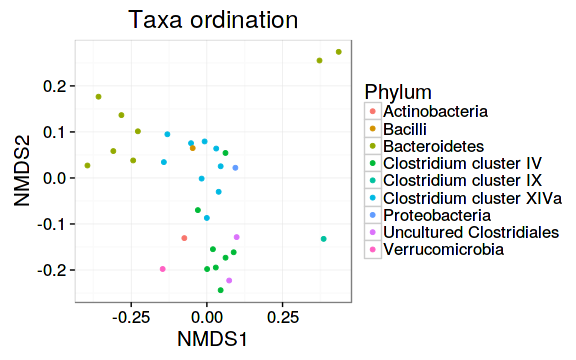 Taxa ordination
NMDS2
0.2
0.1
0.0
-0.1
-0.2
-0.25
0.00
0.25
NMDS1
Phylum
Actinobacteria
Bacilli
Bacteroidetes
Clostridium cluster IV
Clostridium cluster IX
Clostridium cluster XIVa
Proteobacteria
Uncultured Clostridiales
Verrucomicrobia